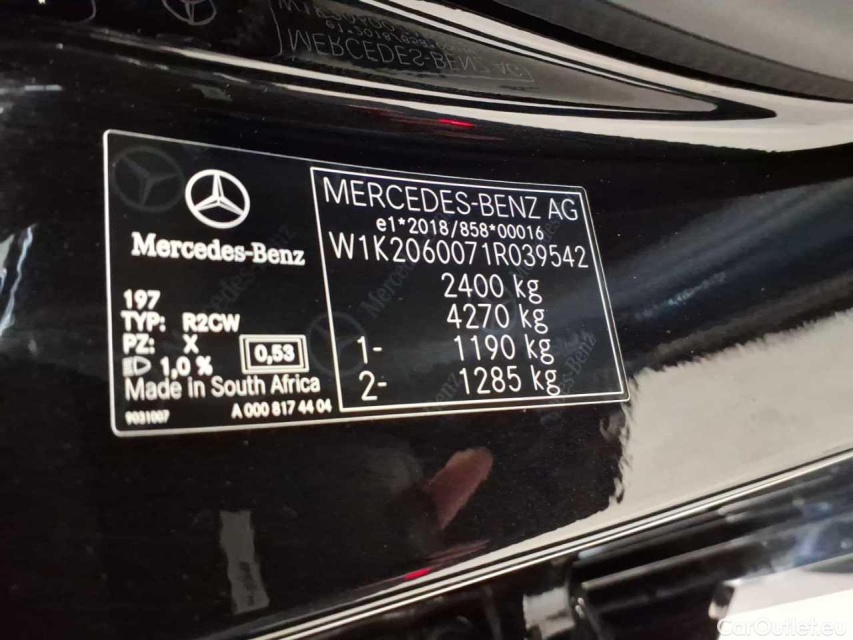 Mercedes-Benz
197
TYP: R2CW
PZ: X
1,0 %
0,53
Made in South Africa
9031007
A 000 817 44 04
MERCEDES-BENZ AG
e1*2018/858*00016
W1K2060071R039542
2400 kg
4270 kg
1- 1190 kg
2- 1285 kg
CarOutlet.eu